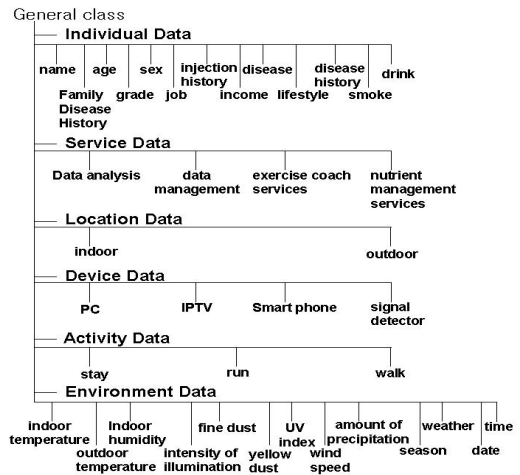 General class
Individual Data
name age sex injection history disease disease history drink
Family Disease History grade job income lifestyle smoke
Service Data
Data analysis data management exercise coach services nutrient management services
Location Data
indoor outdoor
Device Data
PC IPTV Smart phone signal detector
Activity Data
stay run walk
Environment Data
indoor temperature Indoor humidity fine dust UV index amount of precipitation weather time
outdoor temperature intensity of illumination yellow dust wind speed season date